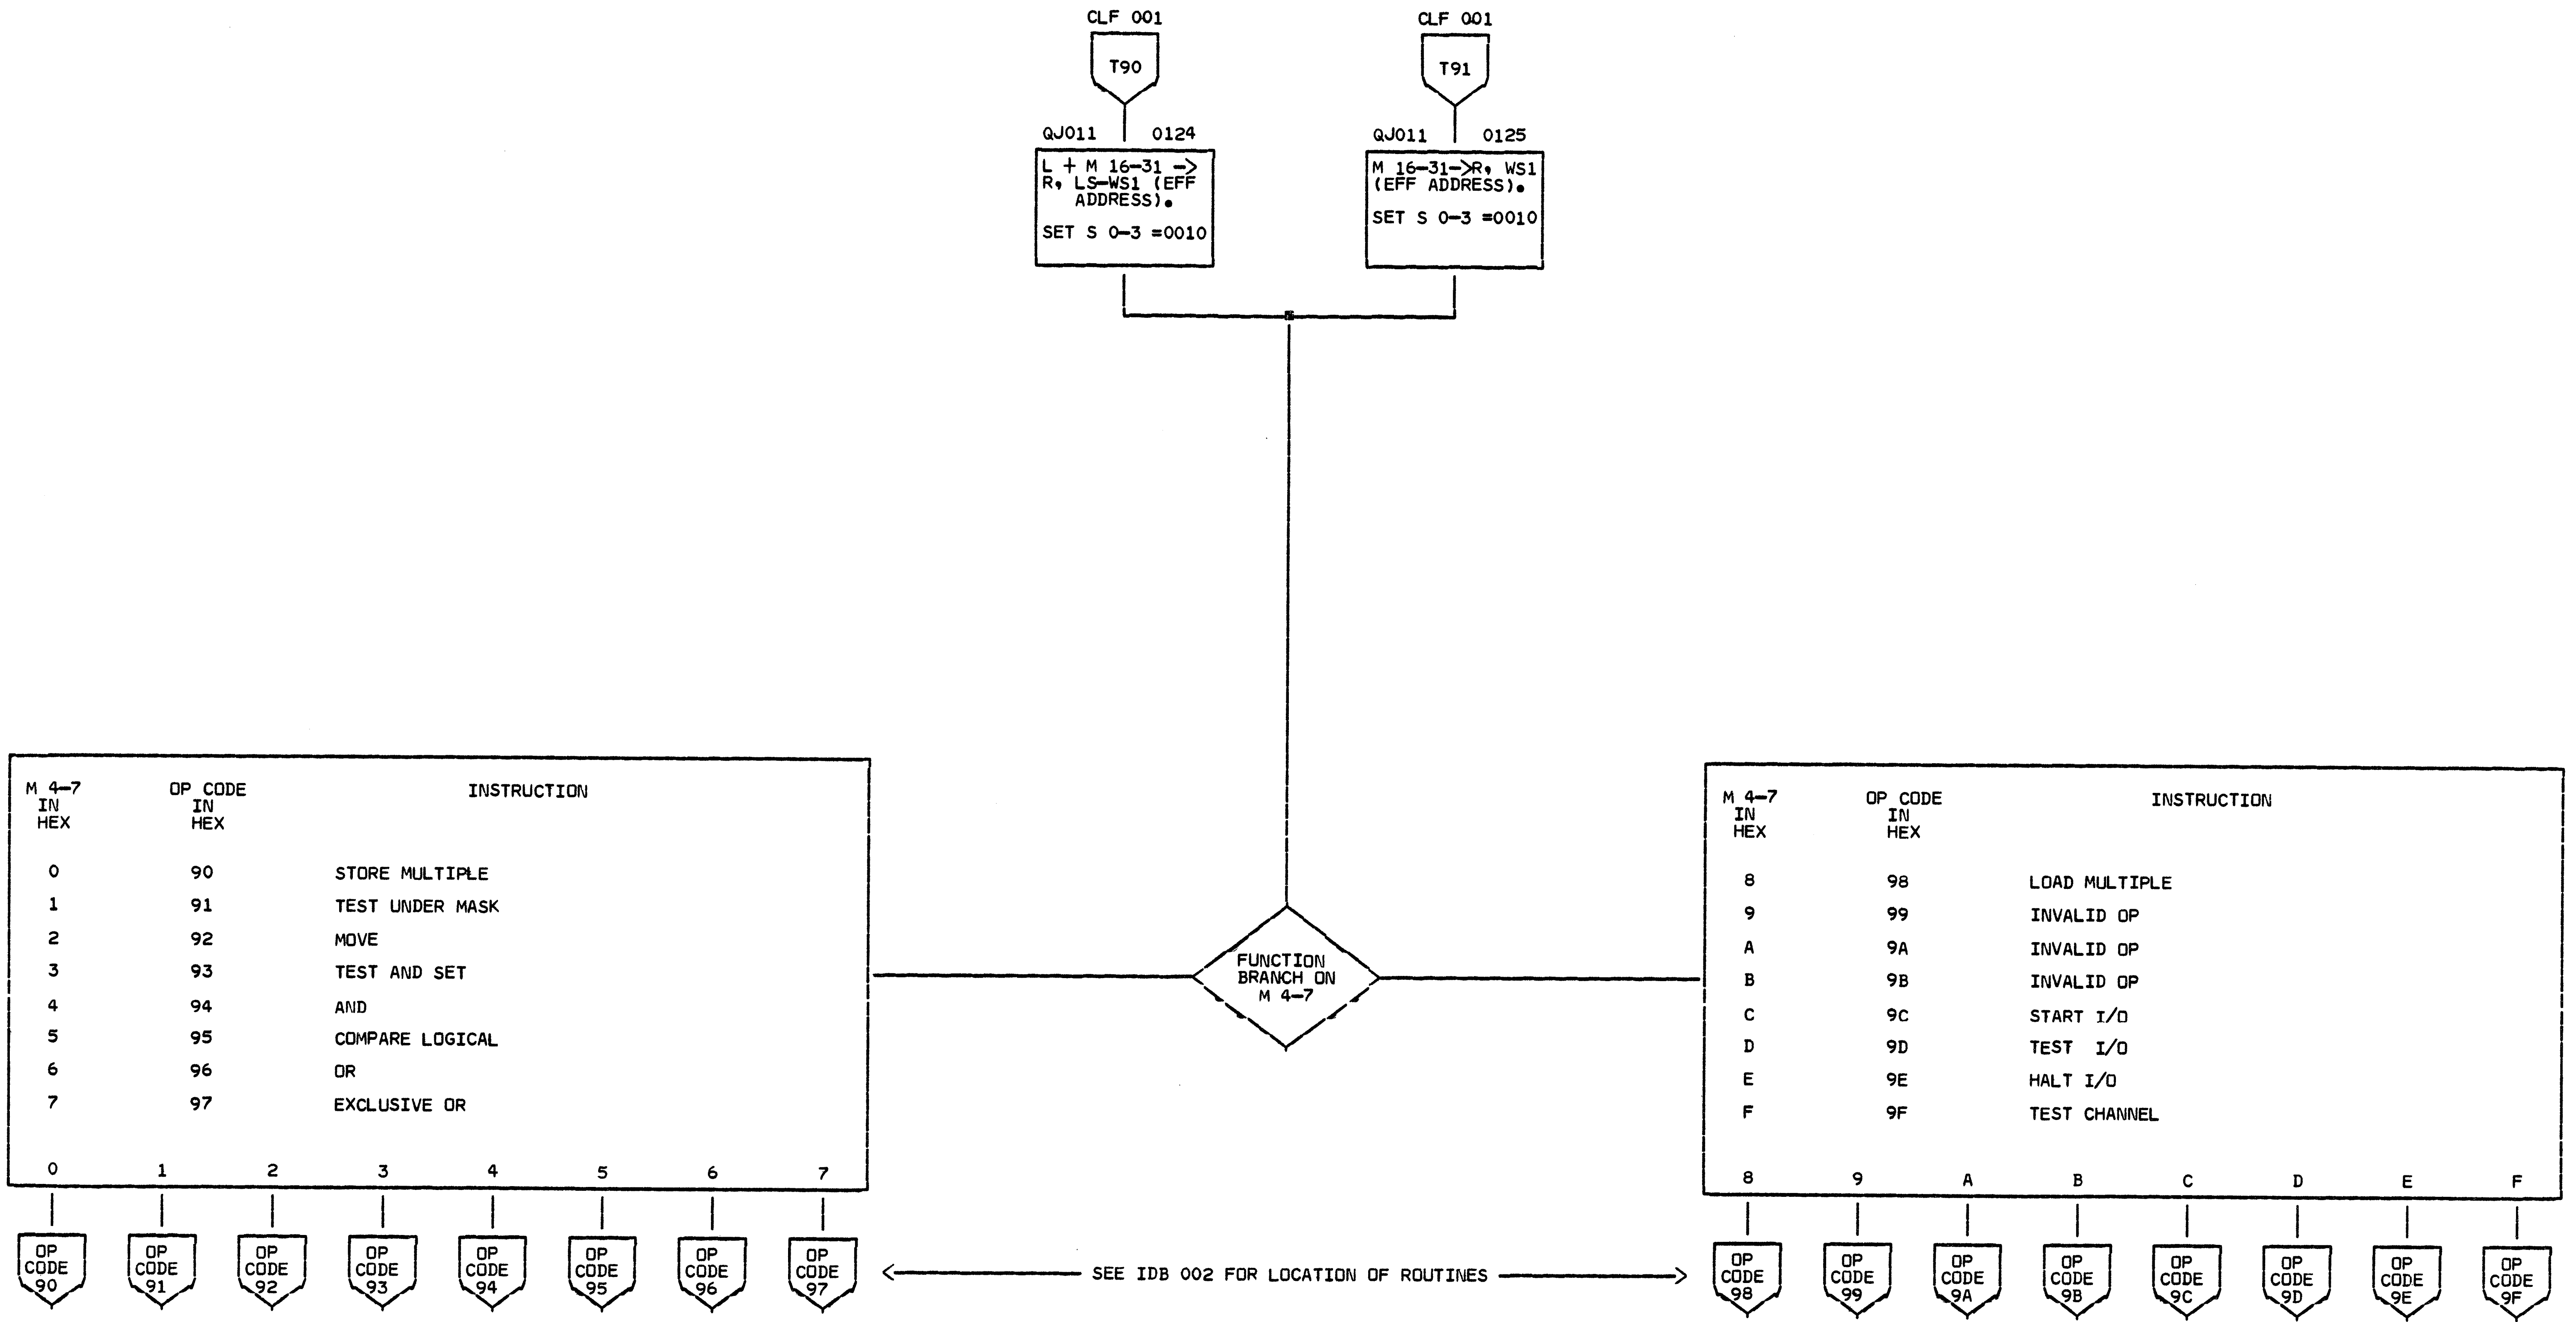 CLF 001
T90
QJ011 0124
L + M 16-31 ->
R, LS-WS1 (EFF
ADDRESS).
SET S 0-3 =0010
CLF 001
T91
QJ011 0125
M 16-31->R, WS1
(EFF ADDRESS).
SET S 0-3 =0010
FUNCTION
BRANCH ON
M 4-7
M 4-7 OP CODE INSTRUCTION
IN IN
HEX HEX
0 90 STORE MULTIPLE
1 91 TEST UNDER MASK
2 92 MOVE
3 93 TEST AND SET
4 94 AND
5 95 COMPARE LOGICAL
6 96 OR
7 97 EXCLUSIVE OR
0 1 2 3 4 5 6 7
OP
CODE
90
OP
CODE
91
OP
CODE
92
OP
CODE
93
OP
CODE
94
OP
CODE
95
OP
CODE
96
OP
CODE
97
<-- SEE IDB 002 FOR LOCATION OF ROUTINES -->
M 4-7 OP CODE INSTRUCTION
IN IN
HEX HEX
8 98 LOAD MULTIPLE
9 99 INVALID OP
A 9A INVALID OP
B 9B INVALID OP
C 9C START I/O
D 9D TEST I/O
E 9E HALT I/O
F 9F TEST CHANNEL
8 9 A B C D E F
OP
CODE
98
OP
CODE
99
OP
CODE
9A
OP
CODE
9B
OP
CODE
9C
OP
CODE
9D
OP
CODE
9E
OP
CODE
9F